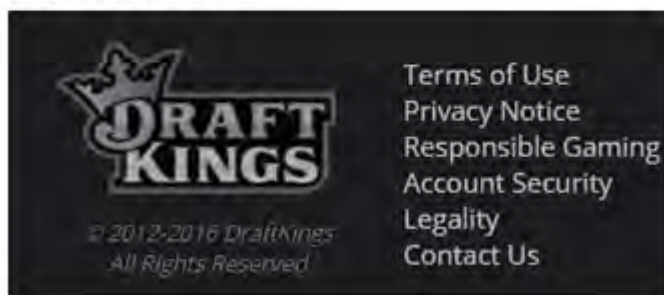 DRAFT
KINGS
© 2012-2016 DraftKings
All Rights Reserved
Terms of Use
Privacy Notice
Responsible Gaming
Account Security
Legality
Contact Us